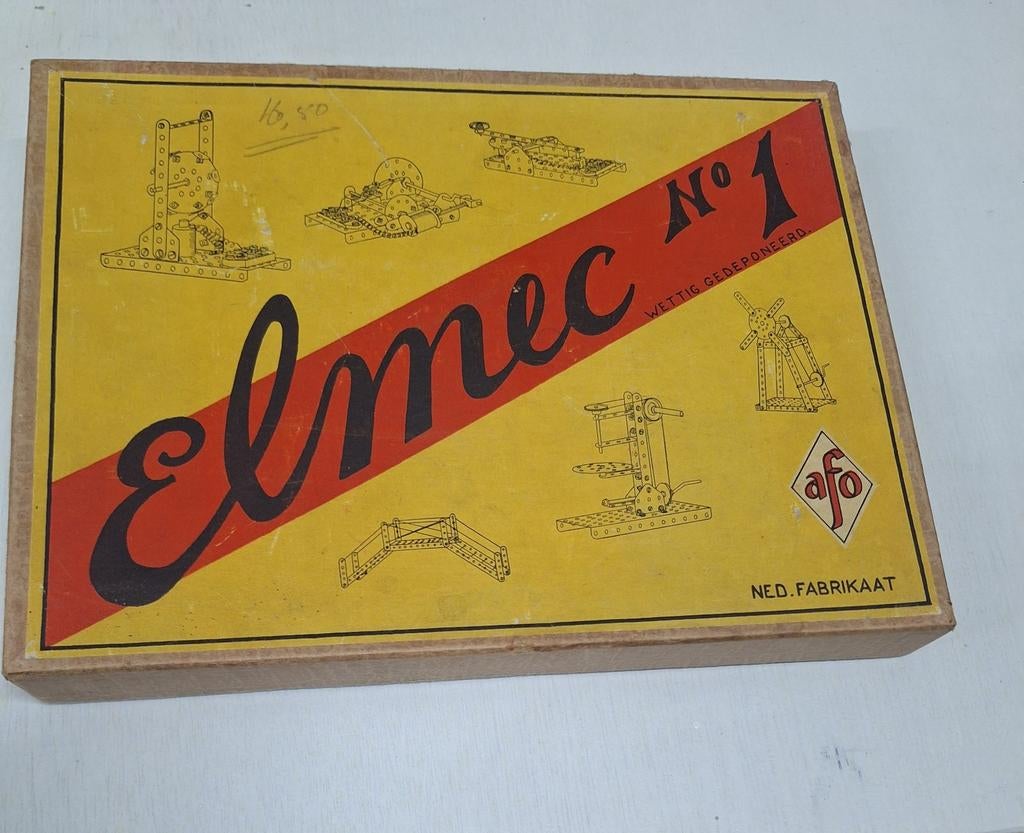 16,50
Elmec No 1
WETTIG GEDEPONEERD.
afo
NED. FABRIKAAT